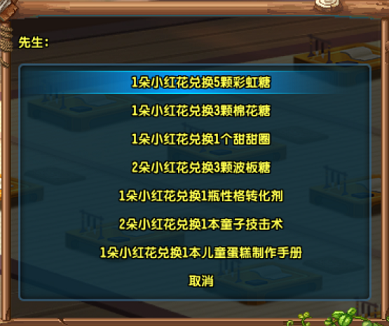 先生：
1朵小红花兑换5颗彩虹糖
1朵小红花兑换3颗棉花糖
1朵小红花兑换1个甜甜圈
2朵小红花兑换3颗波板糖
1朵小红花兑换1瓶性格转化剂
2朵小红花兑换1本童子技击术
1朵小红花兑换1本儿童蛋糕制作手册
取消